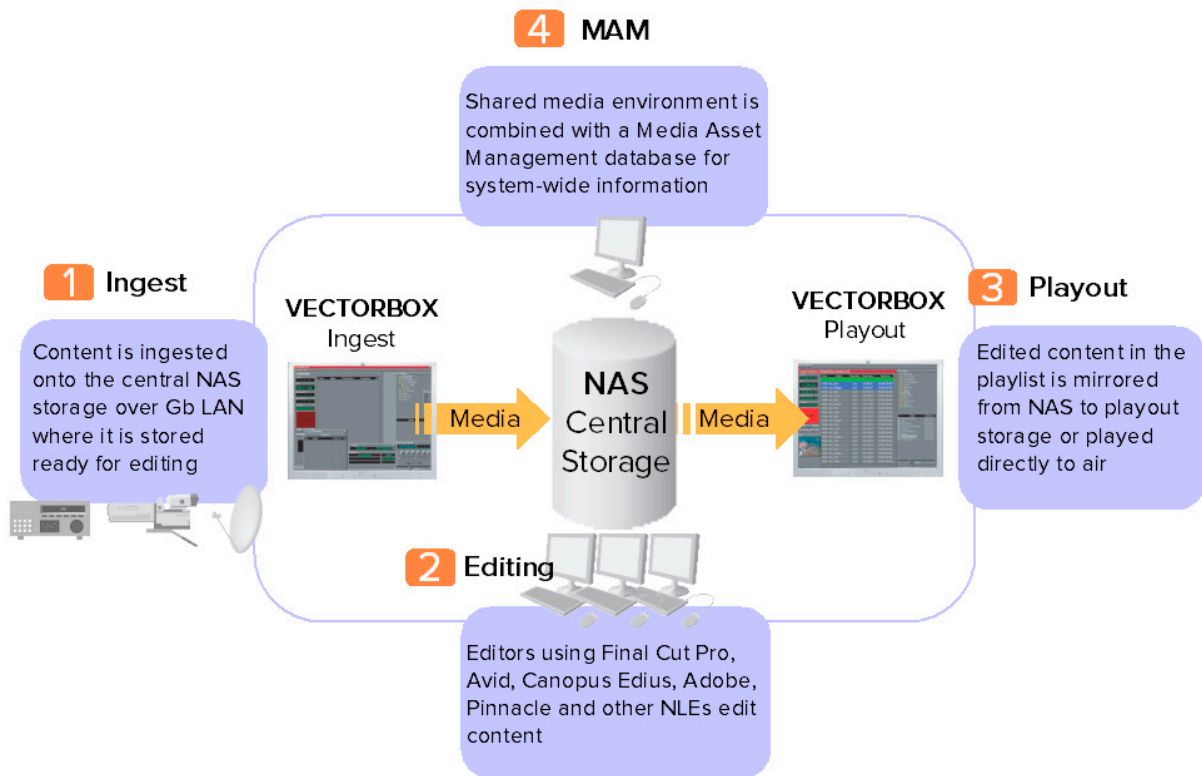 4 MAM
Shared media environment is
combined with a Media Asset
Management database for
system-wide information
1 Ingest
Content is ingested
onto the central NAS
storage over Gb LAN
where it is stored
ready for editing
VECTORBOX
Ingest
Media
NAS
Central
Storage
Media
VECTORBOX
Playout
3 Playout
Edited content in the
playlist is mirrored
from NAS to playout
storage or played
directly to air
2 Editing
Editors using Final Cut Pro,
Avid, Canopus Edius, Adobe,
Pinnacle and other NLEs edit
content